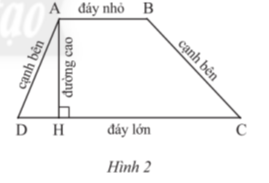 A đáy nhỏ B
cạnh bên
đường cao
cạnh bên
D H đáy lớn C
Hình 2